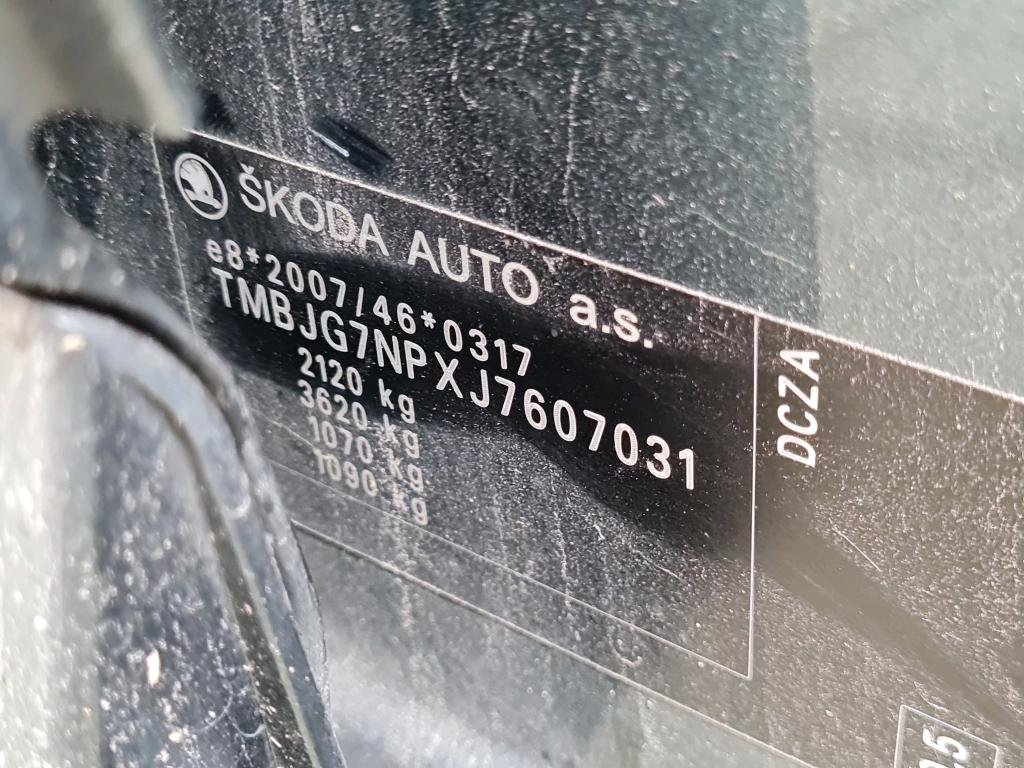 ŠKODA AUTO a.s.
e8*2007/46*0317
TMBJG7NPXJ7607031
2120 kg
3620 kg
1070 kg
1090 kg
DCZA